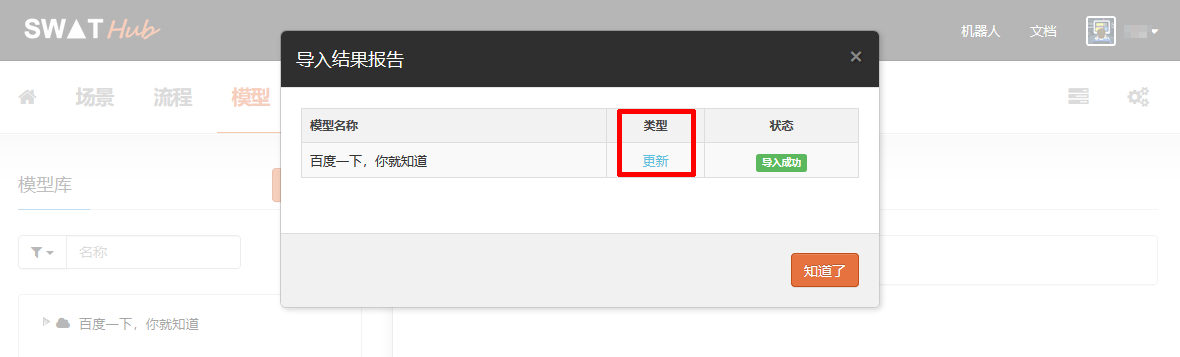 SWAT Hub
机器人 文档
导入结果报告 ×
场景 流程 模型
模型名称 类型 状态
百度一下，你就知道 更新 导入成功
模型库
名称
知道了
百度一下，你就知道